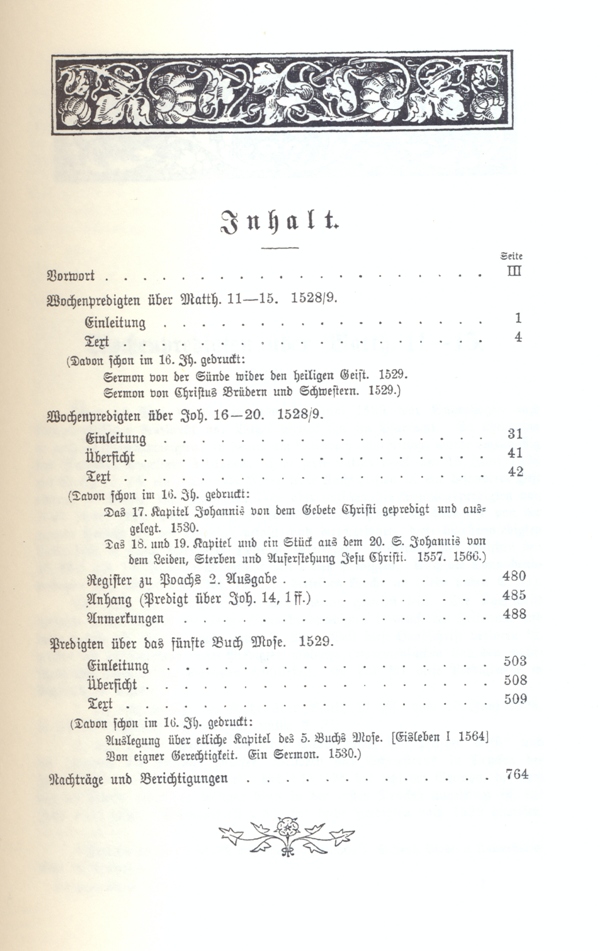 Inhalt.
Seite
Vorwort . . . . . . . . . . . . . . . . . . . III
Wochenpredigten über Matth. 11—15. 1528/9.
Einleitung . . . . . . . . . . . . . . . . 1
Text . . . . . . . . . . . . . . . . . . 4
(Davon schon im 16. Jh. gedruckt:
Sermon von der Sünde wider den heiligen Geist. 1529.
Sermon von Christus Brüdern und Schwestern. 1529.)
Wochenpredigten über Joh. 16—20. 1528/9.
Einleitung . . . . . . . . . . . . . . . . 31
Übersicht . . . . . . . . . . . . . . . . . 41
Text . . . . . . . . . . . . . . . . . . 42
(Davon schon im 16. Jh. gedruckt:
Das 17. Kapitel Johannis von dem Gebete Christi gepredigt und aus=
gelegt. 1530.
Das 18. und 19. Kapitel und ein Stück aus dem 20. S. Johannis von
dem Leiden, Sterben und Auferstehung Jesu Christi. 1557. 1566.)
Register zu Poachs 2. Ausgabe . . . . . . . . . . 480
Anhang (Predigt über Joh. 14, 1 ff.) . . . . . . . . . 485
Anmerkungen . . . . . . . . . . . . . . . 488
Predigten über das fünfte Buch Mose. 1529.
Einleitung . . . . . . . . . . . . . . . . 503
Übersicht . . . . . . . . . . . . . . . . . 508
Text . . . . . . . . . . . . . . . . . . 509
(Davon schon im 16. Jh. gedruckt:
Auslegung über etliche Kapitel des 5. Buchs Mose. [Eisleben I 1564]
Von eigner Gerechtigkeit. Ein Sermon. 1530.)
Nachträge und Berichtigungen . . . . . . . . . . . . . 764